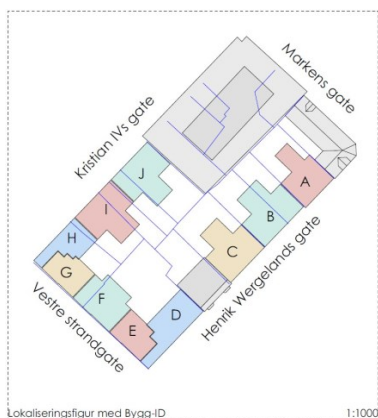 Markens gate
Kristian IVs gate
J
A
I
B
H
C
G
Henrik Wergelands gate
F
Vestre strandgate
D
E
Lokaliseringsfigur med Bygg-ID
1:1000